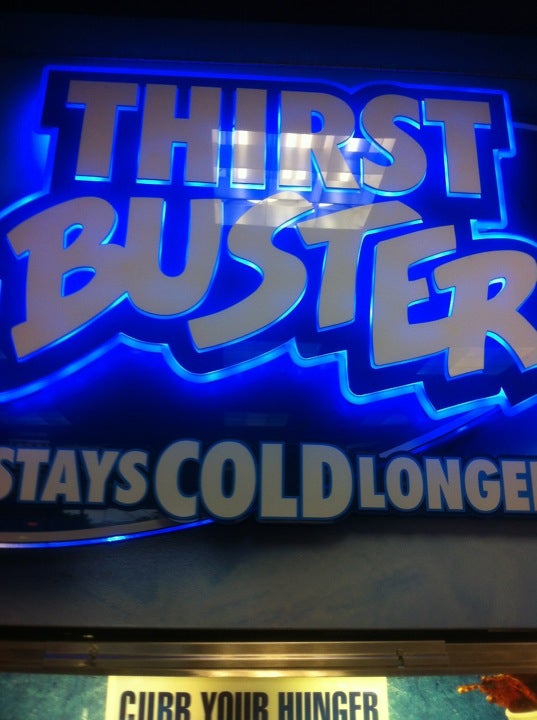 THIRST
BUSTER
STAYS COLD LONGER
CURB YOUR HUNGER